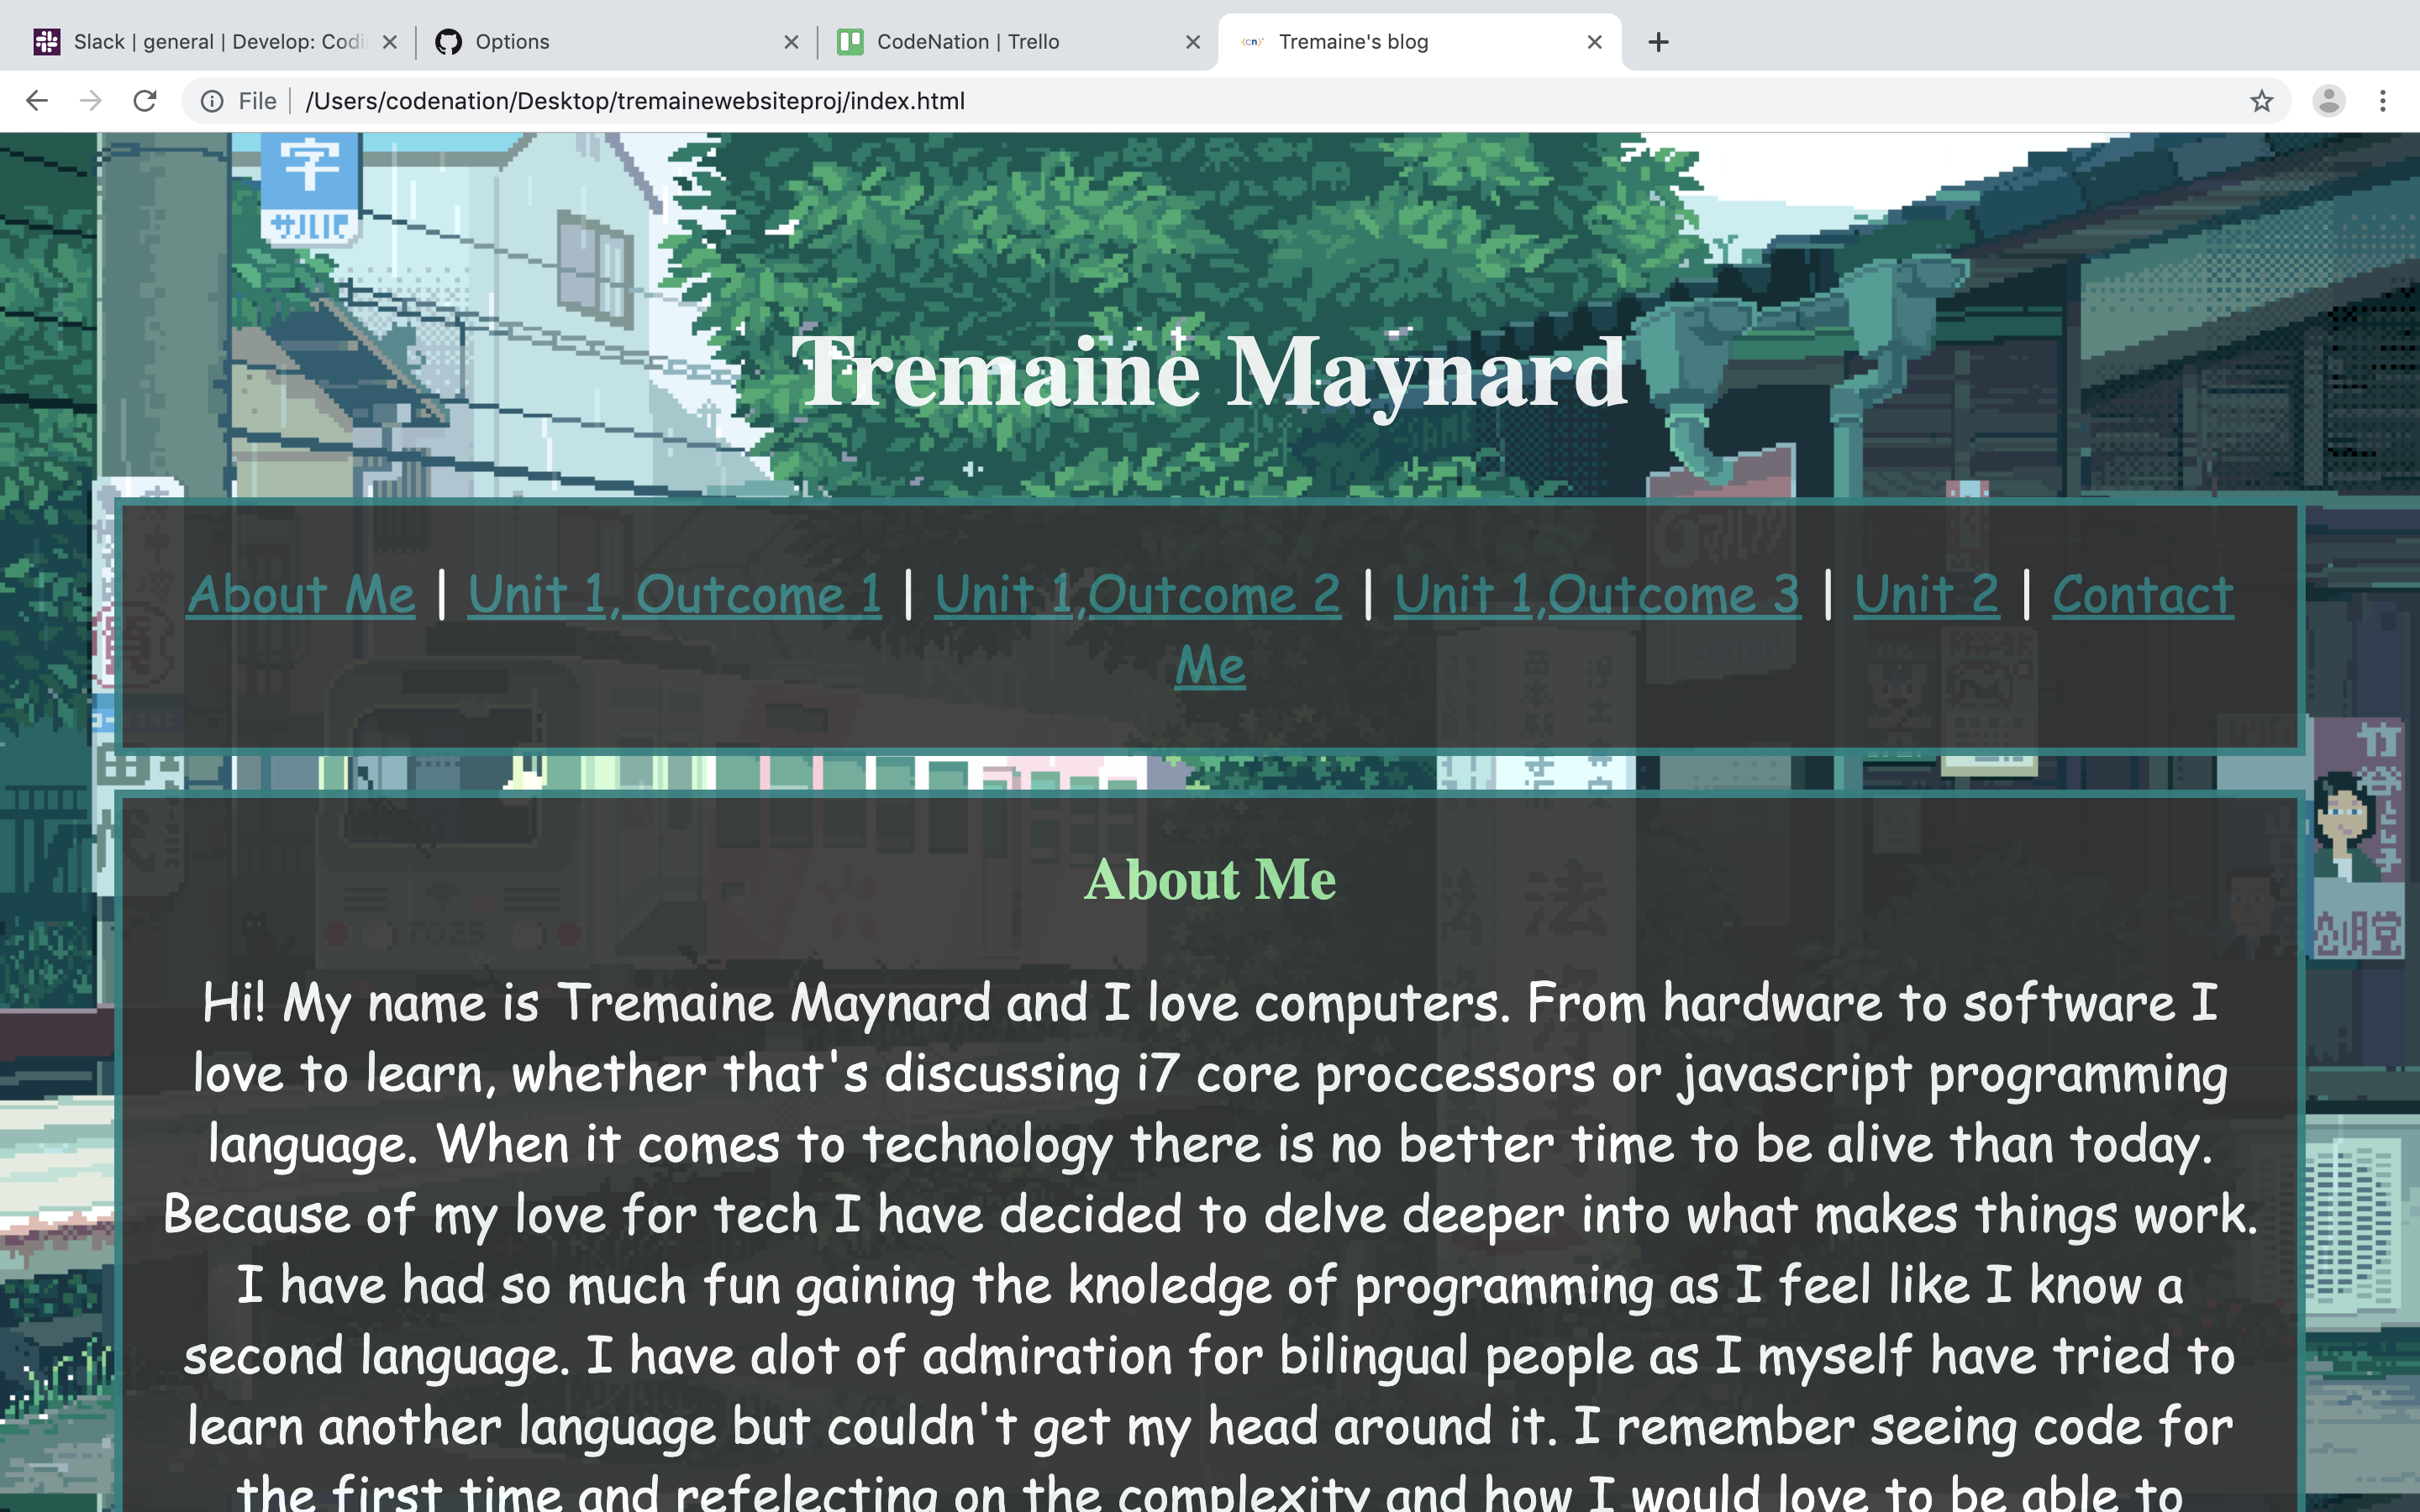 Slack | general | Develop: Codi
Options
CodeNation | Trello
Tremaine's blog
File
/Users/codenation/Desktop/tremainewebsiteproj/index.html
字
Tremaine Maynard
About Me | Unit 1, Outcome 1 | Unit 1,Outcome 2 | Unit 1,Outcome 3 | Unit 2 | Contact
Me
About Me
7025
法
竹
Hi! My name is Tremaine Maynard and I love computers. From hardware to software I
love to learn, whether that's discussing i7 core proccessors or javascript programming
language. When it comes to technology there is no better time to be alive than today.
Because of my love for tech I have decided to delve deeper into what makes things work.
I have had so much fun gaining the knoledge of programming as I feel like I know a
second language. I have alot of admiration for bilingual people as I myself have tried to
learn another language but couldn't get my head around it. I remember seeing code for
the first time and refelecting on the complexity and how I would love to be able to